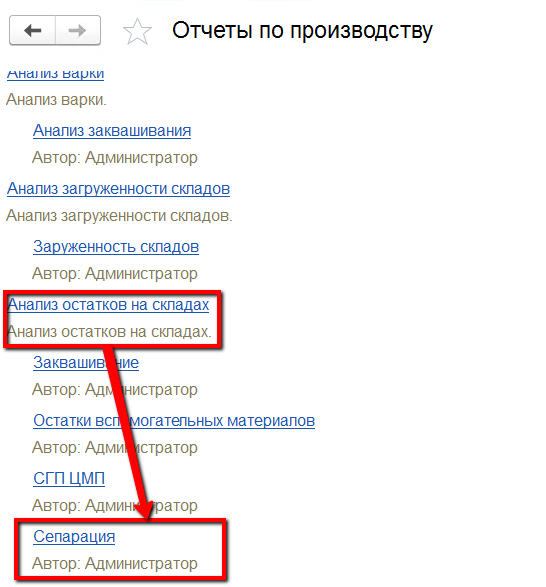 Отчеты по производству
Анализ варки
Анализ варки.
Анализ заквашивания
Автор: Администратор
Анализ загруженности складов
Анализ загруженности складов.
Заруженность складов
Автор: Администратор
Анализ остатков на складах
Анализ остатков на складах.
Заквашивание
Автор: Администратор
Остатки вспомогательных материалов
Автор: Администратор
СГП ЦМП
Автор: Администратор
Сепарация
Автор: Администратор